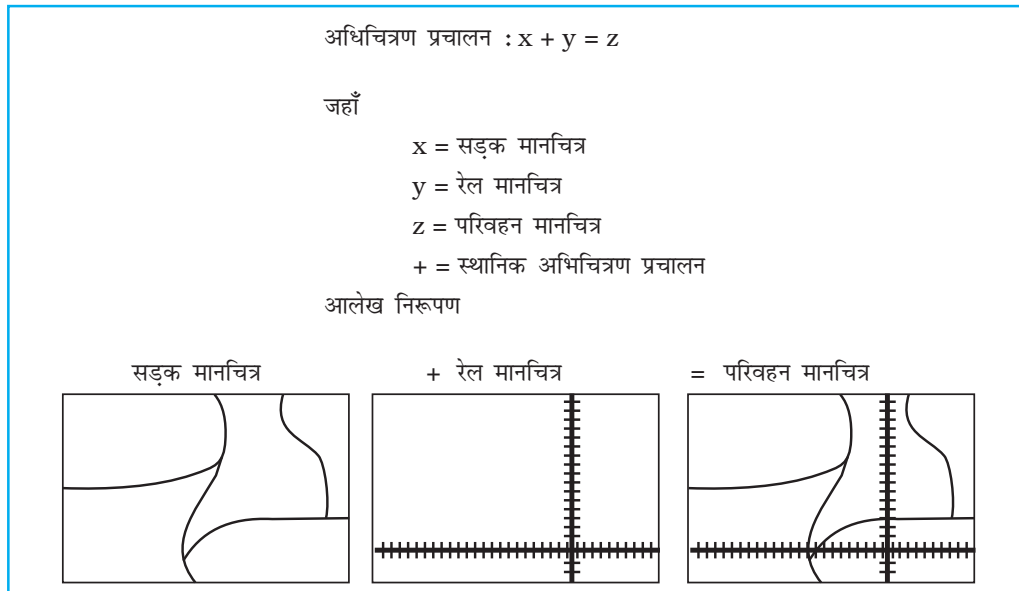 अधिचित्रण प्रचालन : x + y = z
जहाँ
x = सड़क मानचित्र
y = रेल मानचित्र
z = परिवहन मानचित्र
+ = स्थानिक अभिचित्रण प्रचालन
आलेख निरूपण
सड़क मानचित्र + रेल मानचित्र = परिवहन मानचित्र